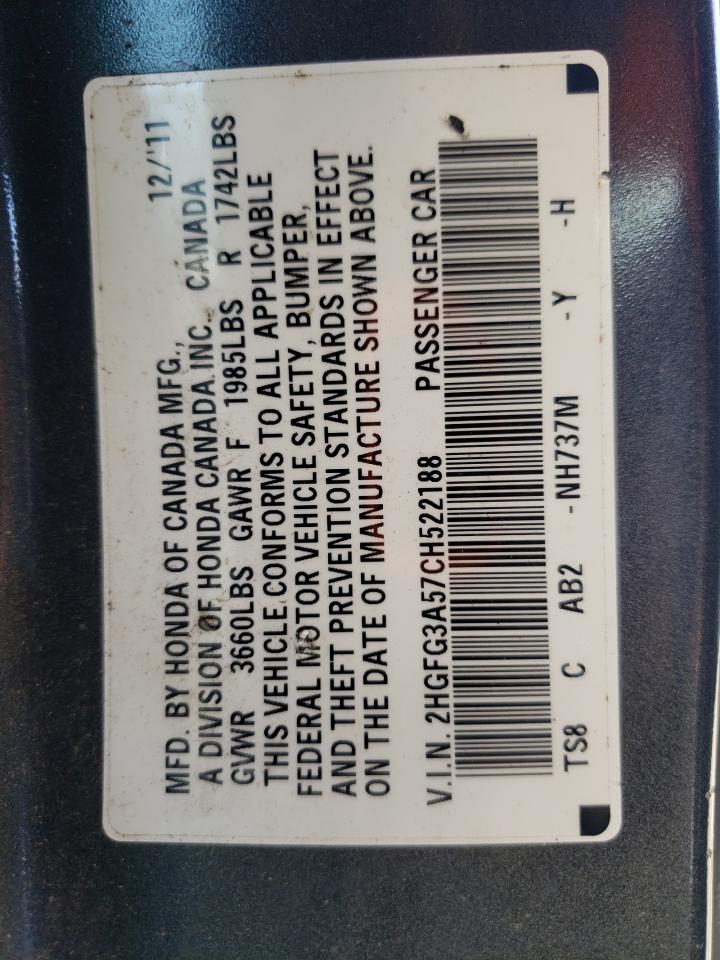 MFD. BY HONDA OF CANADA MFG., 12/'11
A DIVISION OF HONDA CANADA INC., CANADA
GVWR 3660LBS GAWR F 1985LBS R 1742LBS
THIS VEHICLE CONFORMS TO ALL APPLICABLE
FEDERAL MOTOR VEHICLE SAFETY, BUMPER,
AND THEFT PREVENTION STANDARDS IN EFFECT
ON THE DATE OF MANUFACTURE SHOWN ABOVE.
V.I.N. 2HGFG3A57CH522188 PASSENGER CAR
TS8 C AB2 -NH737M -Y -H